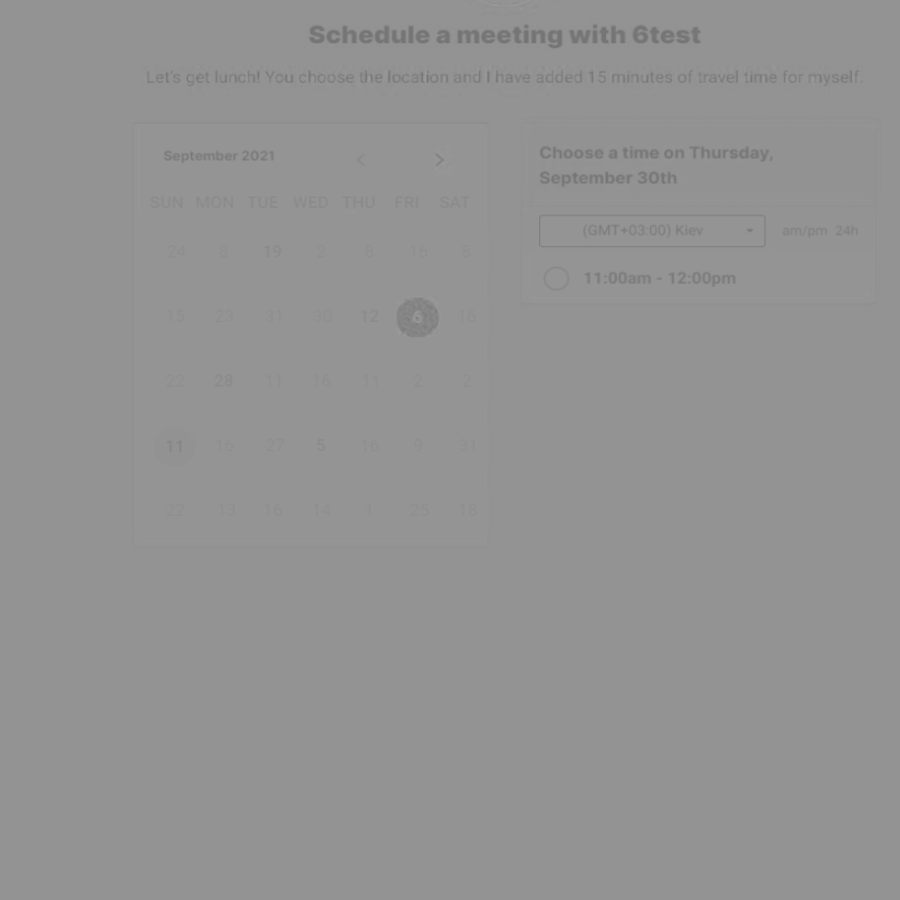 Schedule a meeting with 6test
Let's get lunch! You choose the location and I have added 15 minutes of travel time for myself.
September 2021
SUN MON TUE WED THU FRI SAT
24 8 19 2 8 16 6
15 23 31 30 12 6 16
22 28 11 16 11 2 2
11 16 27 5 16 9 31
22 13 16 14 1 25 18
Choose a time on Thursday,
September 30th
(GMT+03:00) Kiev am/pm 24h
11:00am - 12:00pm